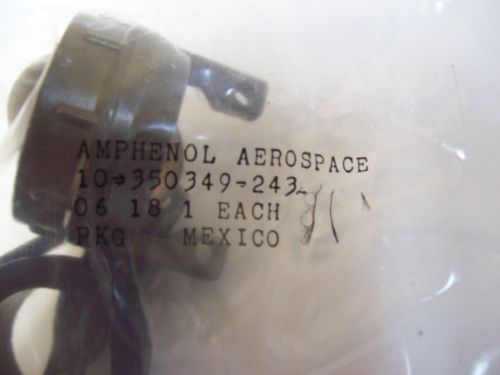 AMPHENOL AEROSPACE
10-350349-243
06 18 1 EACH
PKG MEXICO